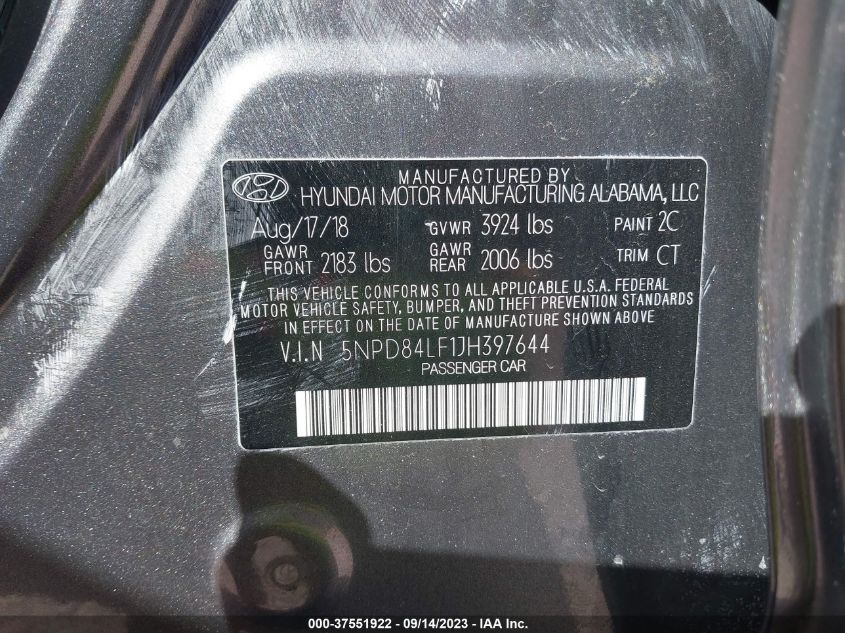 MANUFACTURED BY
HYUNDAI MOTOR MANUFACTURING ALABAMA, LLC
Aug/17/18 GVWR 3924 lbs PAINT 2C
GAWR FRONT 2183 lbs GAWR REAR 2006 lbs TRIM CT
THIS VEHICLE CONFORMS TO ALL APPLICABLE U.S.A. FEDERAL
MOTOR VEHICLE SAFETY, BUMPER, AND THEFT PREVENTION STANDARDS
IN EFFECT ON THE DATE OF MANUFACTURE SHOWN ABOVE
V.I.N 5NPD84LF1JH397644
PASSENGER CAR
000-37551922 - 09/14/2023 - IAA Inc.